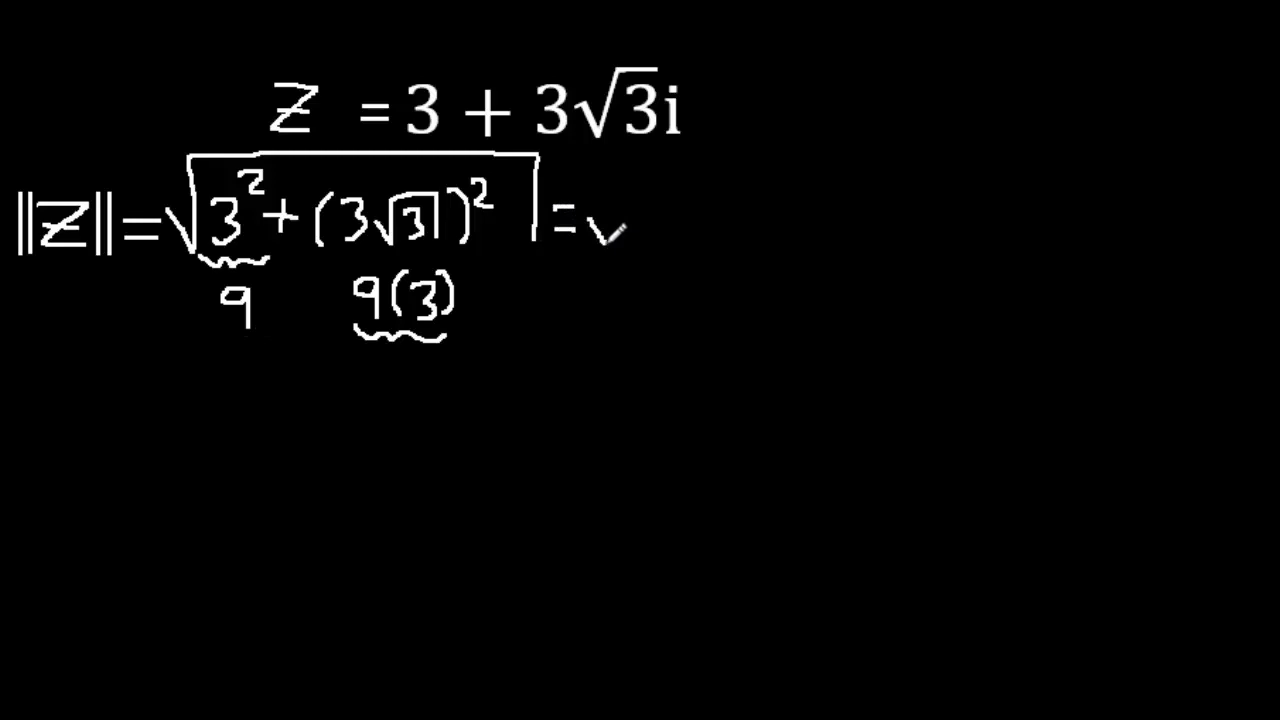 Z = 3 + 3√3i
||Z|| = √3² + (3√3)² = √
9 9(3)